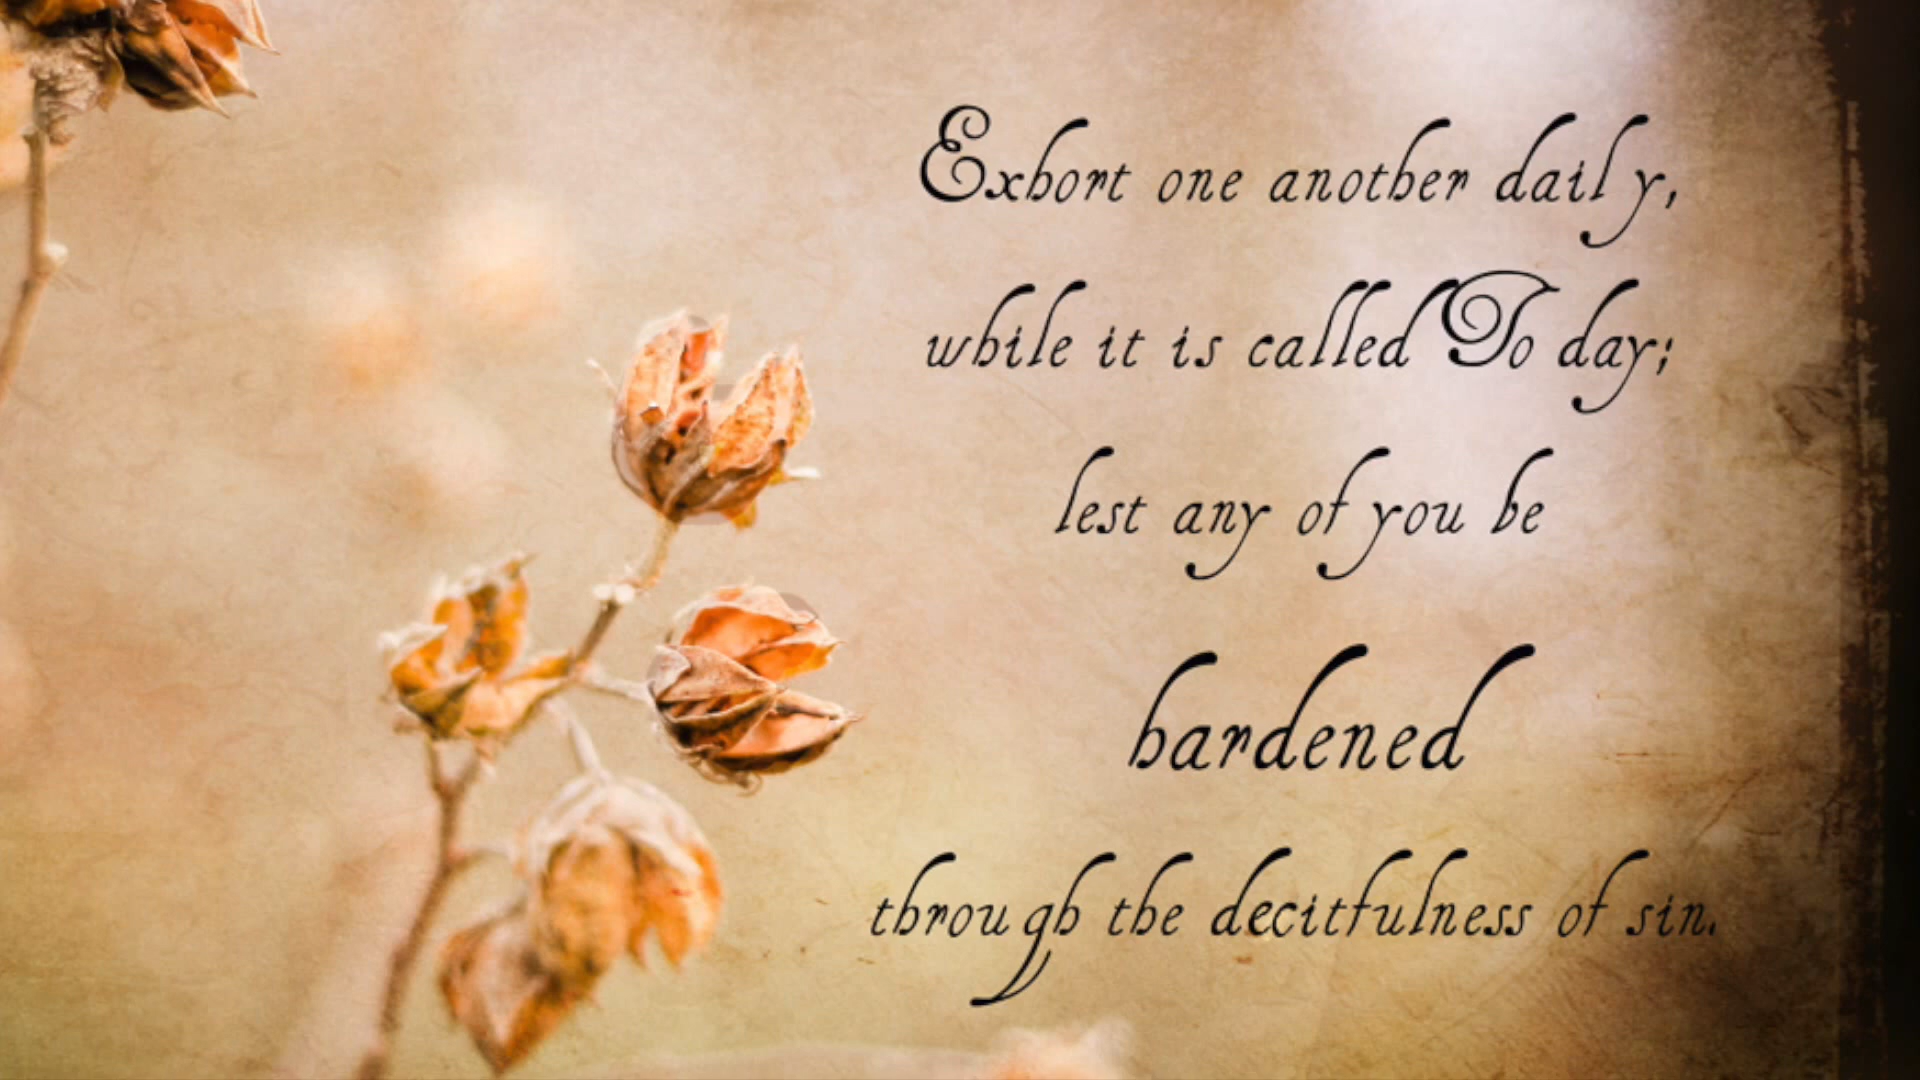 Exhort one another daily,
while it is called To day;
lest any of you be
hardened
through the decitfulness of sin.